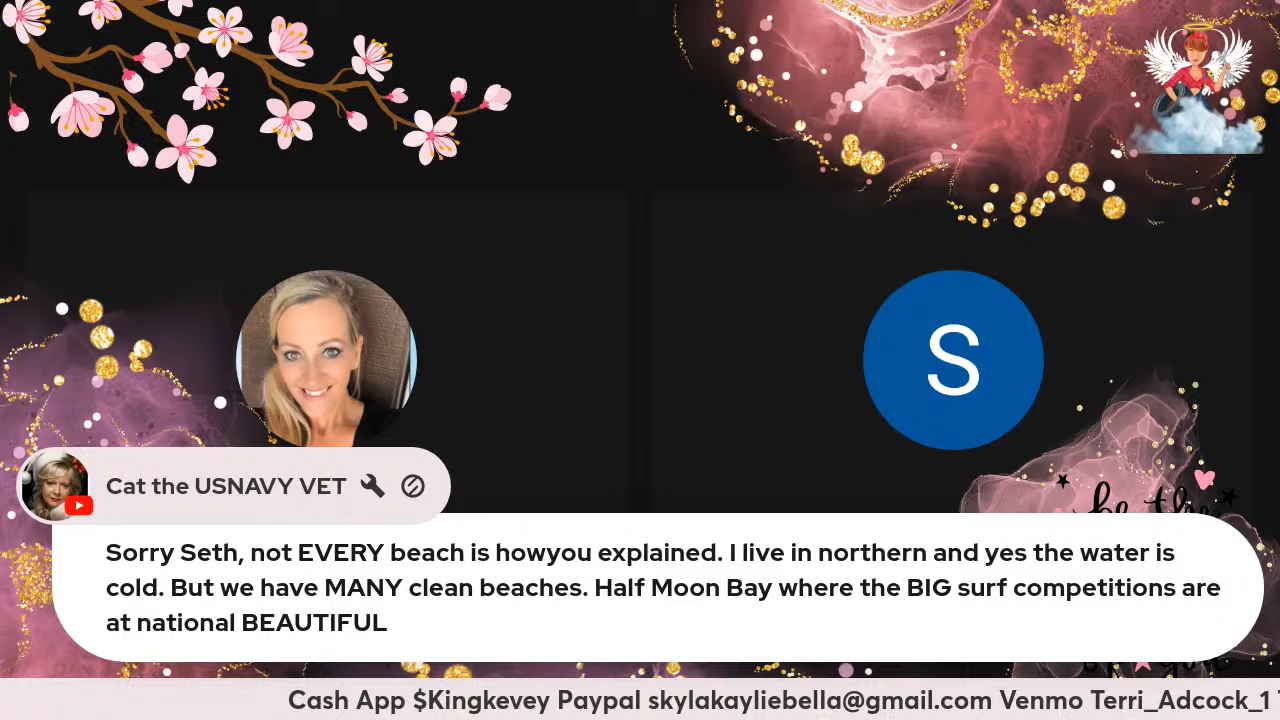 S
Cat the USNAVY VET
be the
Sorry Seth, not EVERY beach is howyou explained. I live in northern and yes the water is
cold. But we have MANY clean beaches. Half Moon Bay where the BIG surf competitions are
at national BEAUTIFUL
Cash App $Kingkevey Paypal skylakayliebella@gmail.com Venmo Terri_Adcock_1